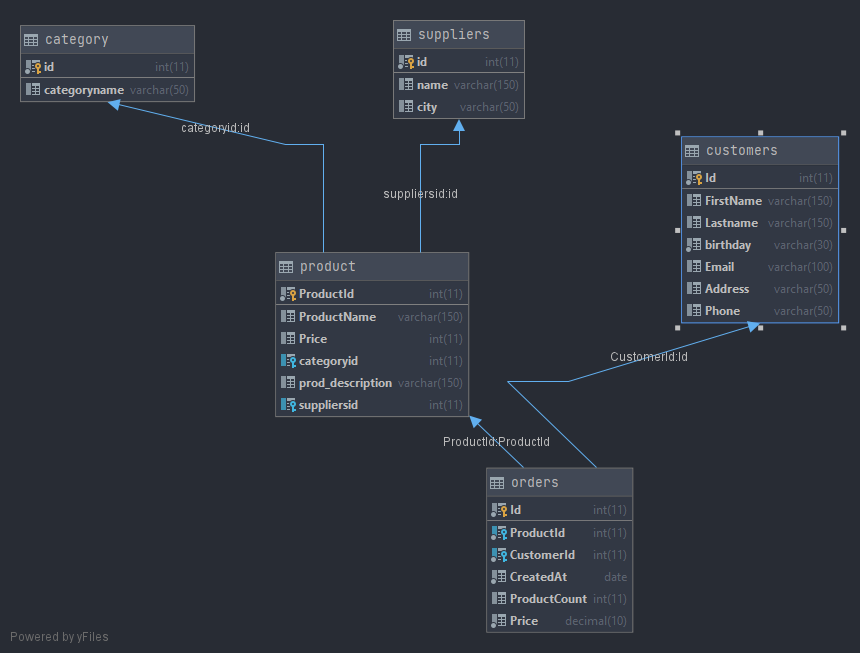 category
id int(11)
categoryname varchar(50)
suppliers
id int(11)
name varchar(150)
city varchar(50)
categoryid:id
suppliersid:id
customers
Id int(11)
FirstName varchar(150)
Lastname varchar(150)
birthday varchar(30)
Email varchar(100)
Address varchar(50)
Phone varchar(50)
product
ProductId int(11)
ProductName varchar(150)
Price int(11)
categoryid int(11)
prod_description varchar(150)
suppliersid int(11)
CustomerId:Id
ProductId:ProductId
orders
Id int(11)
ProductId int(11)
CustomerId int(11)
CreatedAt date
ProductCount int(11)
Price decimal(10)
Powered by yFiles